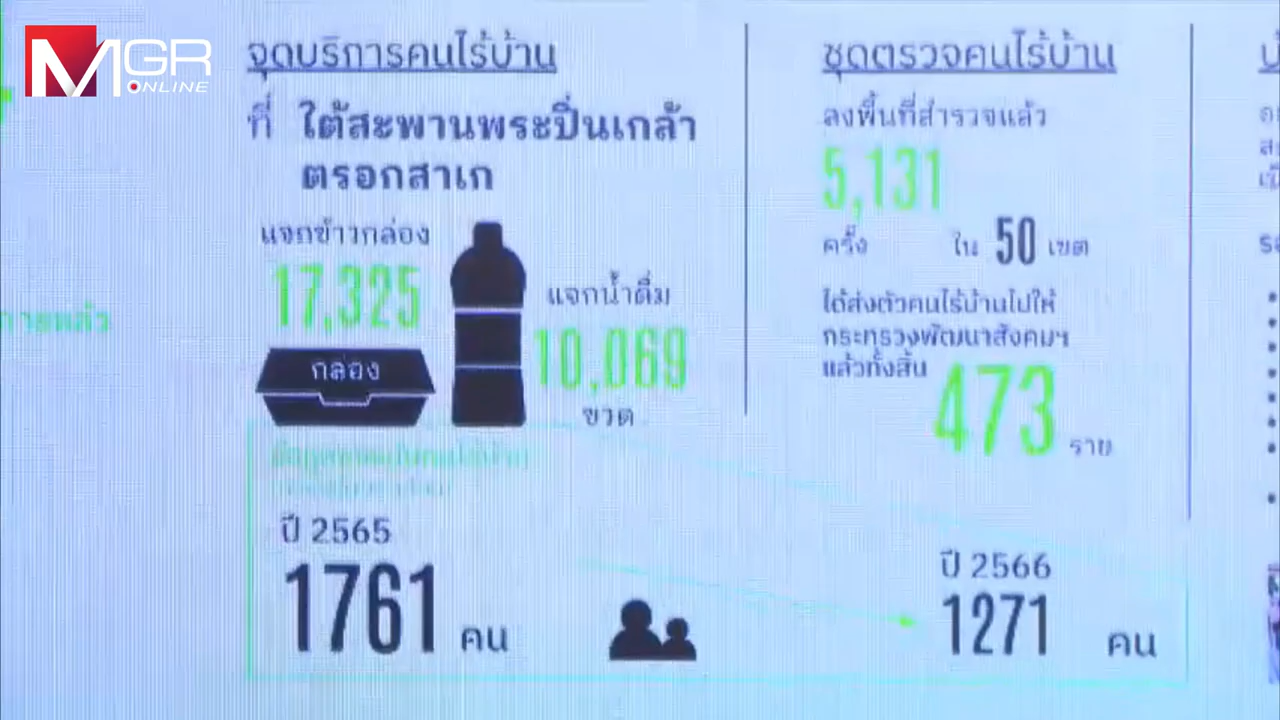 MGR
ONLINE
จุดบริการคนไร้บ้าน
ที่ ใต้สะพานพระปิ่นเกล้า
ตรอกสาเก
แจกข้าวกล่อง
17,325
กล่อง
แจกน้ำดื่ม
10,069
ขวด
ปี 2565
1761 คน
ชุดตรวจคนไร้บ้าน
ลงพื้นที่สำรวจแล้ว
5,131
ครั้ง ใน 50 เขต
ได้ส่งตัวคนไร้บ้านไปให้
กระทรวงพัฒนาสังคมฯ
แล้วทั้งสิ้น
473 ราย
ปี 2566
1271 คน